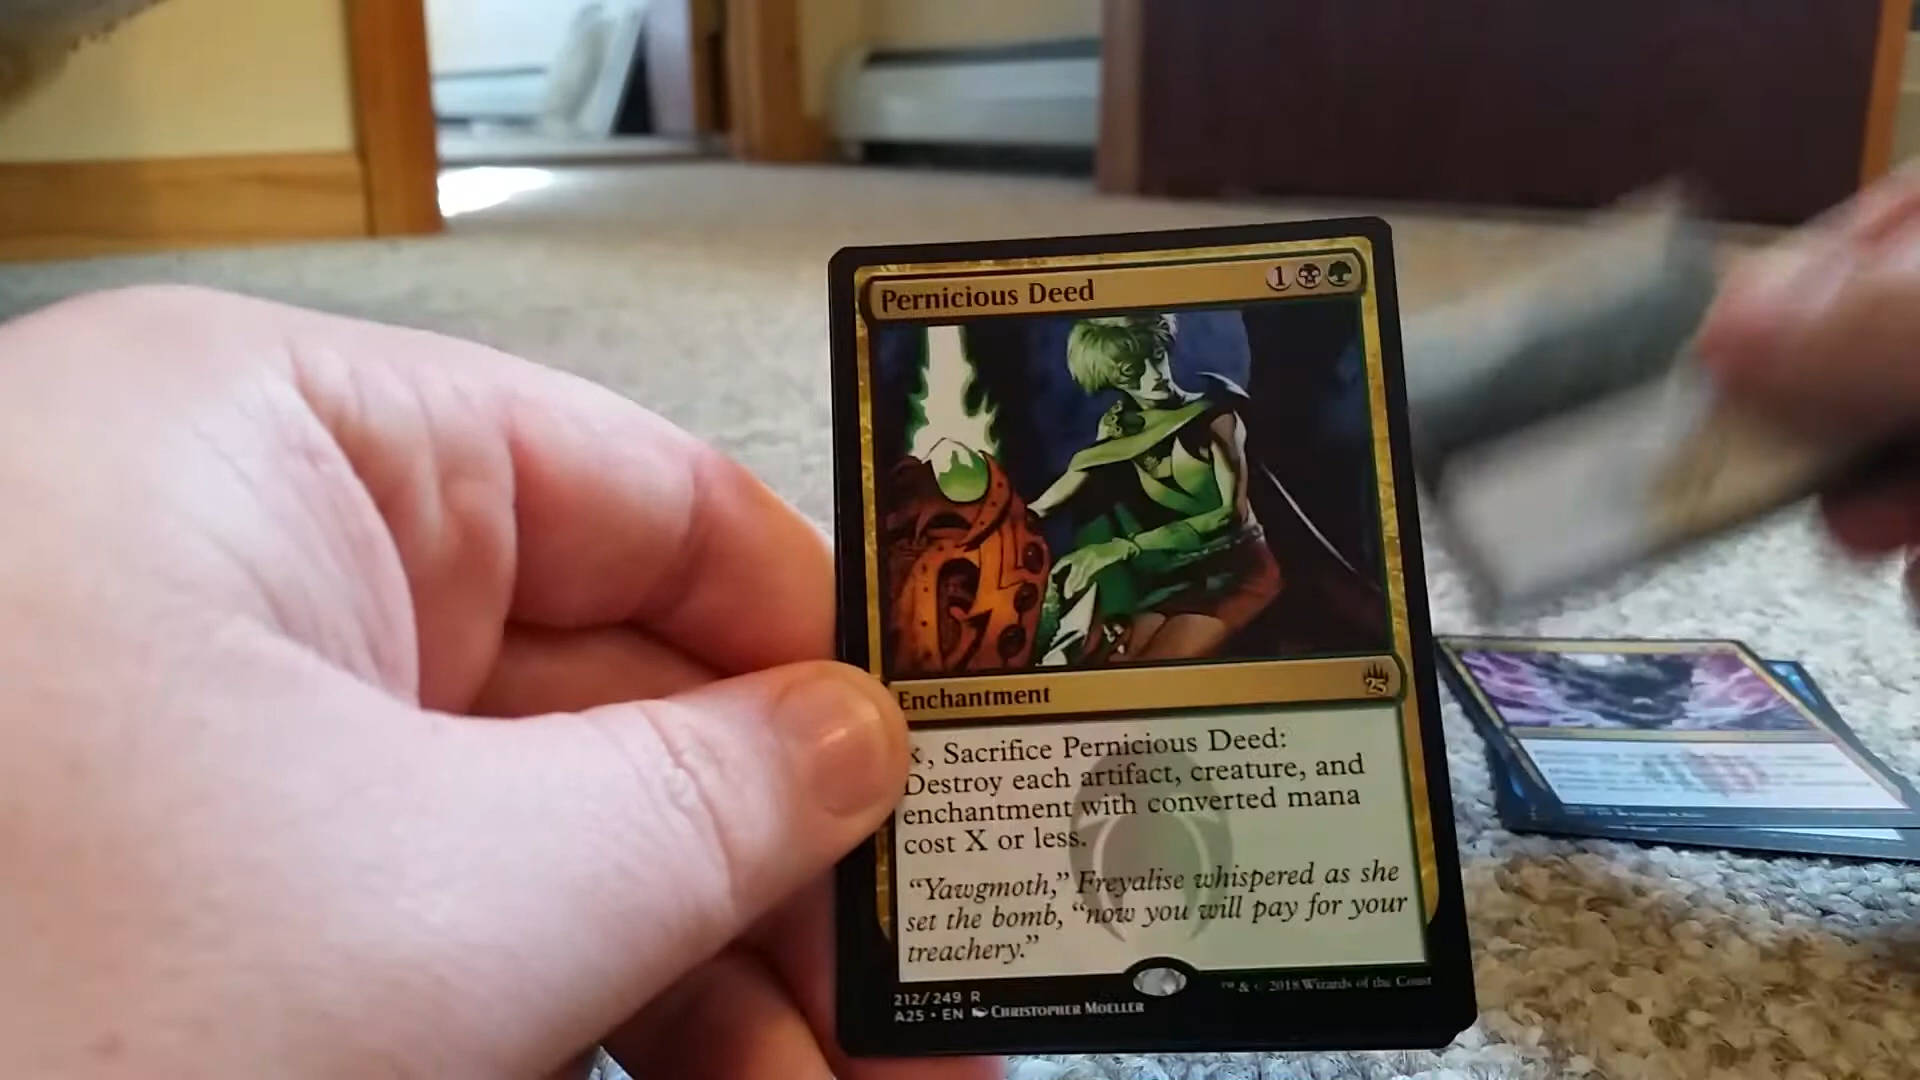 Pernicious Deed
1
Enchantment
25
X, Sacrifice Pernicious Deed:
Destroy each artifact, creature, and
enchantment with converted mana
cost X or less.
“Yawgmoth,” Freyalise whispered as she
set the bomb, “now you will pay for your
treachery.”
212/249 R
A25 • EN Christopher Moeller
™ & © 2018 Wizards of the Coast